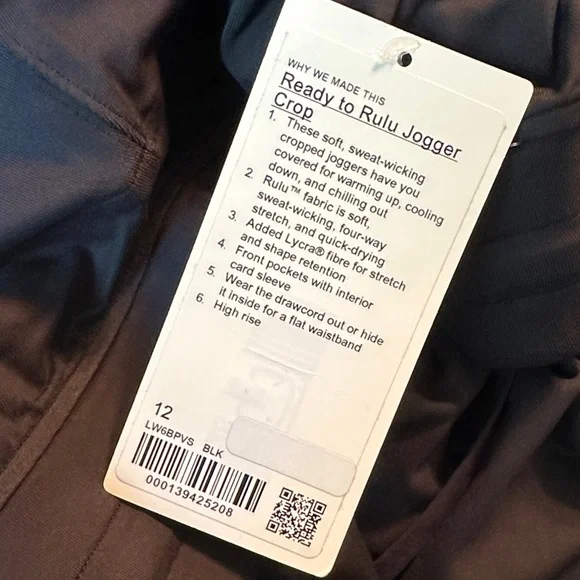 WHY WE MADE THIS
Ready to Rulu Jogger
Crop
1. These soft, sweat-wicking
cropped joggers have you
covered for warming up, cooling
down, and chilling out
2 Rulu™ fabric is soft,
sweat-wicking, four-way
stretch, and quick-drying
3. Added Lycra® fibre for stretch
and shape retention
4. Front pockets with interior
card sleeve
5. Wear the drawcord out or hide
it inside for a flat waistband
6. High rise
12
LW6BPVS BLK
000139425208